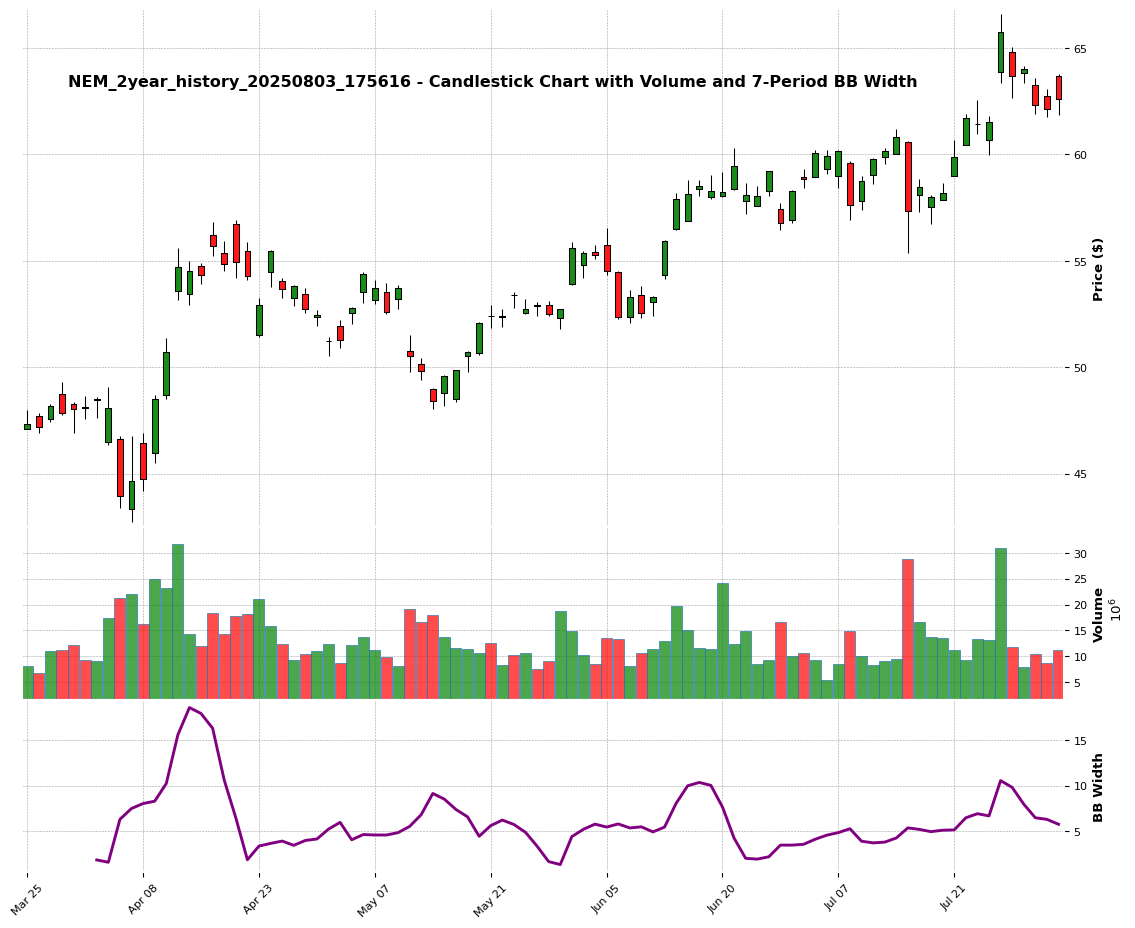 NEM_2year_history_20250803_175616 - Candlestick Chart with Volume and 7-Period BB Width
65
60
55
50
45
Price ($)
30
25
20
15
10
5
Volume
10^6
15
10
5
BB Width
Mar 25
Apr 08
Apr 23
May 07
May 21
Jun 05
Jun 20
Jul 07
Jul 21